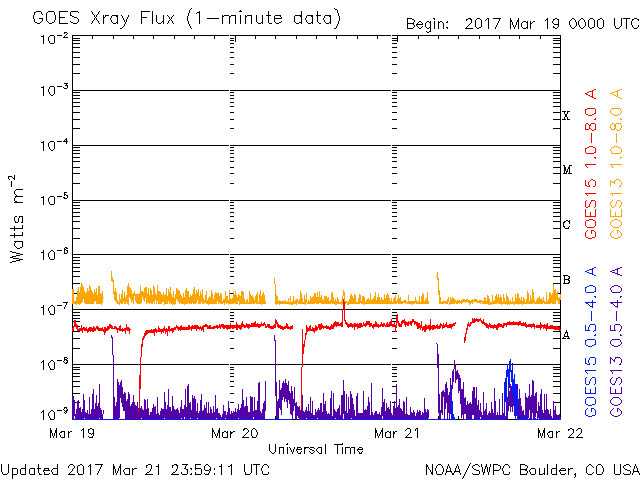 GOES Xray Flux (1-minute data)
Begin: 2017 Mar 19 0000 UTC
10⁻²
10⁻³
10⁻⁴
10⁻⁵
10⁻⁶
10⁻⁷
10⁻⁸
10⁻⁹
Watts m⁻²
X
M
C
B
A
GOES15 1.0-8.0 A
GOES13 1.0-8.0 A
GOES15 0.5-4.0 A
GOES13 0.5-4.0 A
Mar 19
Mar 20
Mar 21
Mar 22
Universal Time
Updated 2017 Mar 21 23:59:11 UTC
NOAA/SWPC Boulder, CO USA